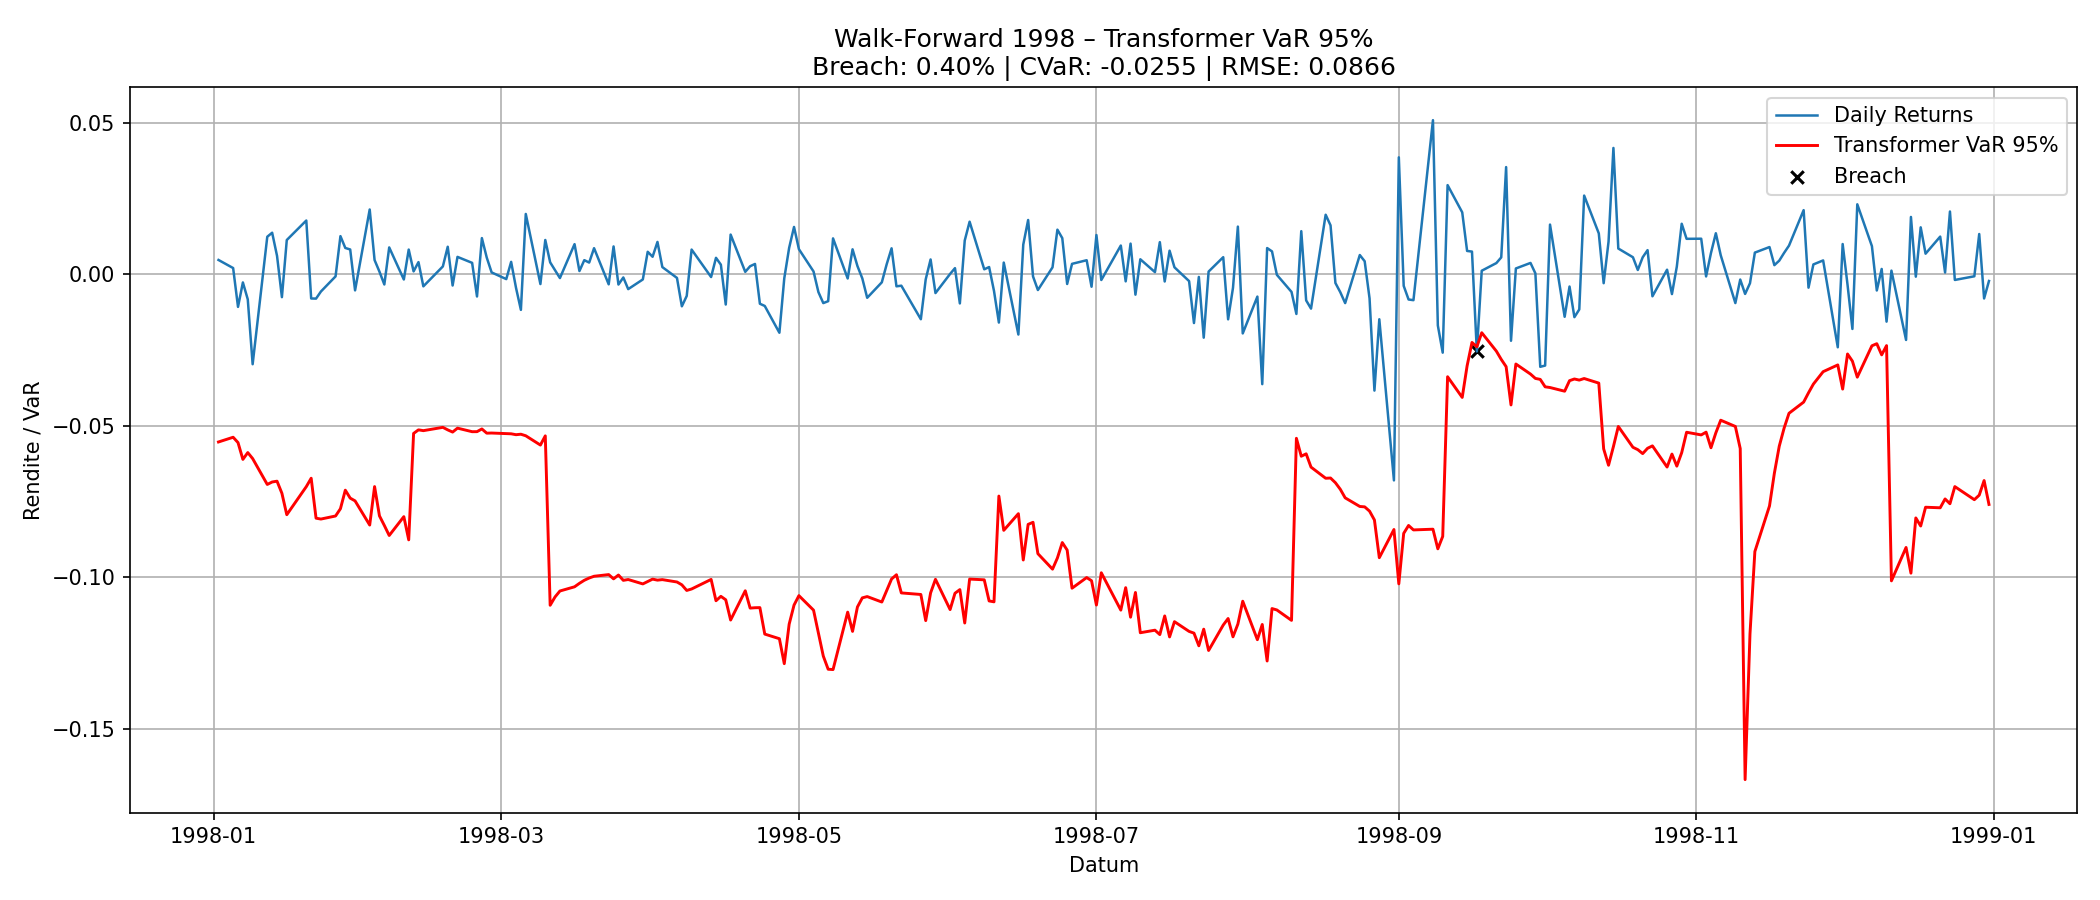 Walk-Forward 1998 – Transformer VaR 95%
Breach: 0.40% | CVaR: -0.0255 | RMSE: 0.0866
Daily Returns
Transformer VaR 95%
Breach
Rendite / VaR
0.05
0.00
−0.05
−0.10
−0.15
1998-01
1998-03
1998-05
1998-07
1998-09
1998-11
1999-01
Datum